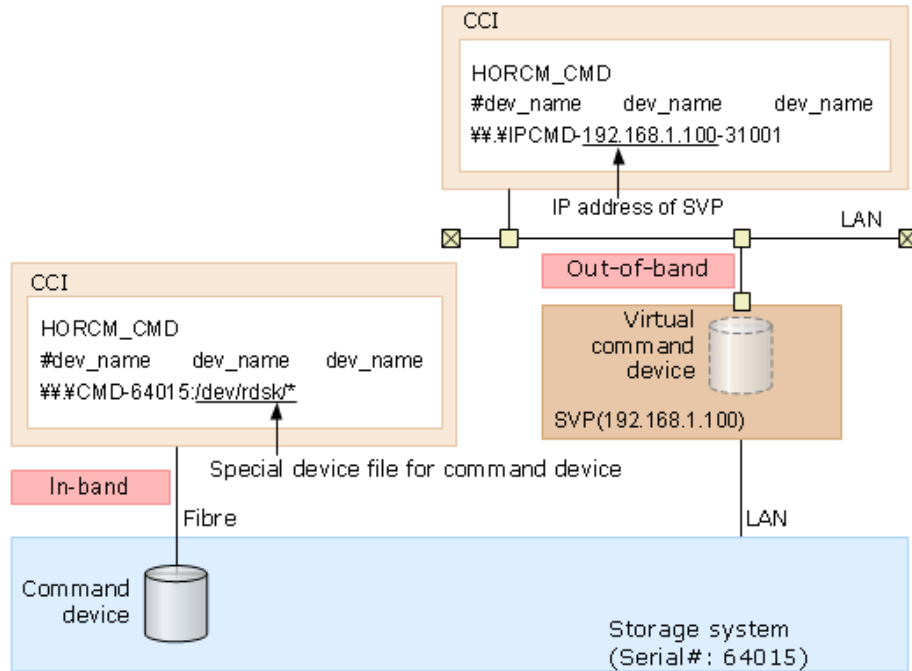 CCI
HORCM_CMD
#dev_name dev_name dev_name
¥¥.¥IPCMD-192.168.1.100-31001
IP address of SVP
LAN
Out-of-band
CCI
HORCM_CMD
#dev_name dev_name dev_name
¥¥.¥CMD-64015:/dev/rdsk/*
Special device file for command device
In-band
Fibre
Virtual
command
device
SVP(192.168.1.100)
LAN
Command
device
Storage system
(Serial#: 64015)